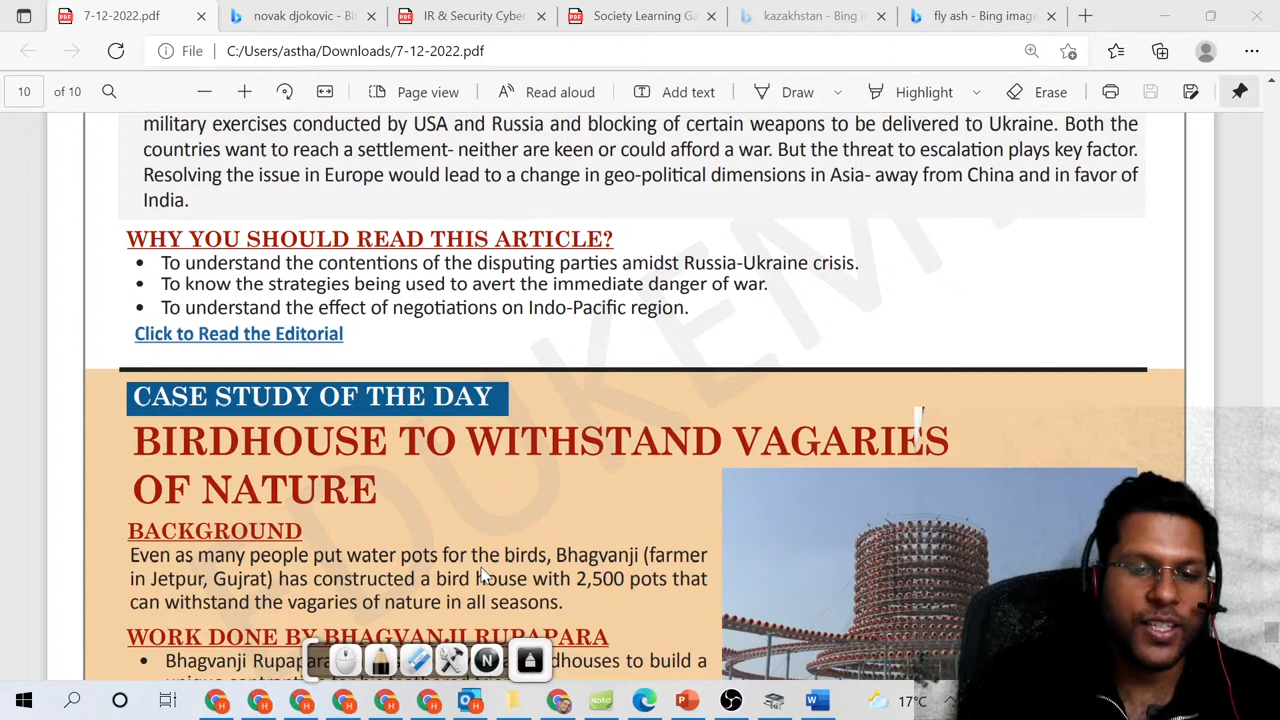 7-12-2022.pdf
novak djokovic - Bi
IR & Security Cyber
Society Learning Ga
kazakhstan - Bing i
fly ash - Bing image
File
C:/Users/astha/Downloads/7-12-2022.pdf
10 of 10
Page view
Read aloud
Add text
Draw
Highlight
Erase
military exercises conducted by USA and Russia and blocking of certain weapons to be delivered to Ukraine. Both the
countries want to reach a settlement- neither are keen or could afford a war. But the threat to escalation plays key factor.
Resolving the issue in Europe would lead to a change in geo-political dimensions in Asia- away from China and in favor of
India.
WHY YOU SHOULD READ THIS ARTICLE?
• To understand the contentions of the disputing parties amidst Russia-Ukraine crisis.
• To know the strategies being used to avert the immediate danger of war.
• To understand the effect of negotiations on Indo-Pacific region.
Click to Read the Editorial
CASE STUDY OF THE DAY
BIRDHOUSE TO WITHSTAND VAGARIES
OF NATURE
BACKGROUND
Even as many people put water pots for the birds, Bhagvanji (farmer
in Jetpur, Gujrat) has constructed a bird house with 2,500 pots that
can withstand the vagaries of nature in all seasons.
WORK DONE BY BHAGVANJI RUPAPARA
• Bhagvanji Rupapara dhouses to build a
17°C